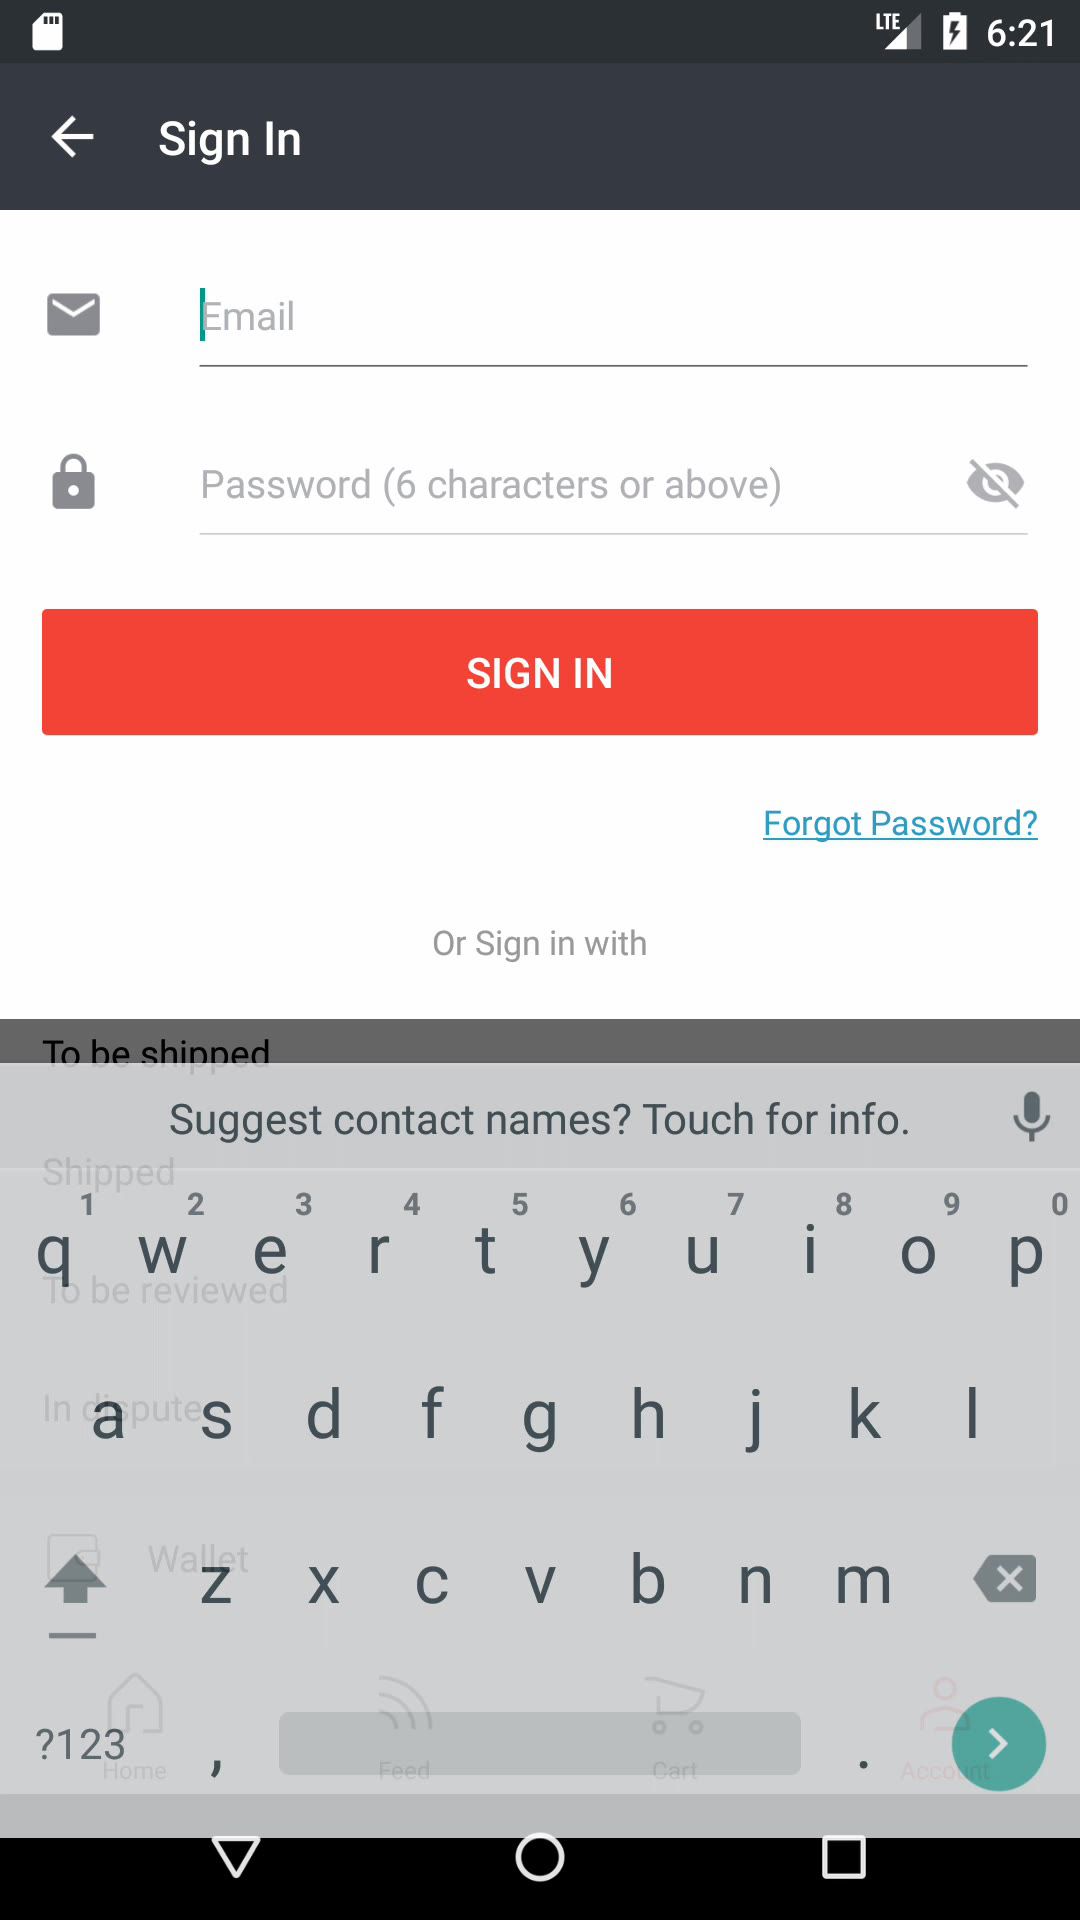 LTE 6:21
Sign In
Email
Password (6 characters or above)
SIGN IN
Forgot Password?
Or Sign in with
To be shipped
Suggest contact names? Touch for info.
Shipped
1 2 3 4 5 6 7 8 9 0
q w e r t y u i o p
To be reviewed
In dispute
a s d f g h j k l
Wallet
z x c v b n m
?123 , .
Home Feed Cart Account